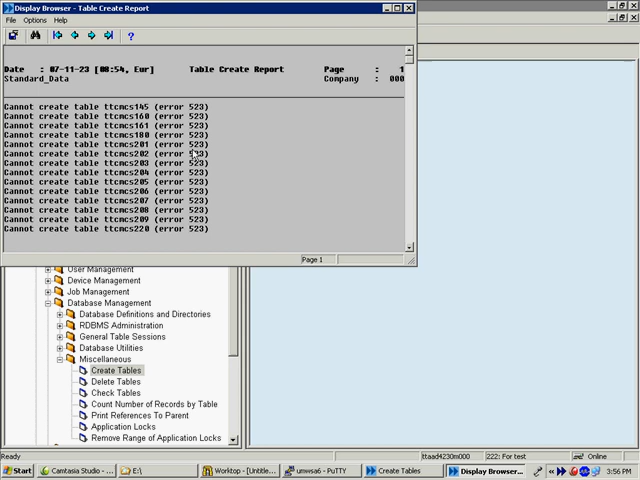 Display Browser - Table Create Report
File Options Help
Date : 07-11-23 [08:54, Eur] Table Create Report Page : 1
Standard_Data Company : 000
Cannot create table ttcmcs145 (error 523)
Cannot create table ttcmcs160 (error 523)
Cannot create table ttcmcs161 (error 523)
Cannot create table ttcmcs180 (error 523)
Cannot create table ttcmcs201 (error 523)
Cannot create table ttcmcs202 (error 523)
Cannot create table ttcmcs203 (error 523)
Cannot create table ttcmcs204 (error 523)
Cannot create table ttcmcs205 (error 523)
Cannot create table ttcmcs206 (error 523)
Cannot create table ttcmcs207 (error 523)
Cannot create table ttcmcs208 (error 523)
Cannot create table ttcmcs209 (error 523)
Cannot create table ttcmcs220 (error 523)
Page 1
User Management
Device Management
Job Management
Database Management
Database Definitions and Directories
RDBMS Administration
General Table Sessions
Database Utilities
Miscellaneous
Create Tables
Delete Tables
Check Tables
Count Number of Records by Table
Print References To Parent
Application Locks
Remove Range of Application Locks
Ready ttaad4230m000 222: For test Online
Start Camtasia Studio - ... E:\ Worktop - [Untitle... umwsa6 - PuTTY Create Tables Display Browser... 3:56 PM